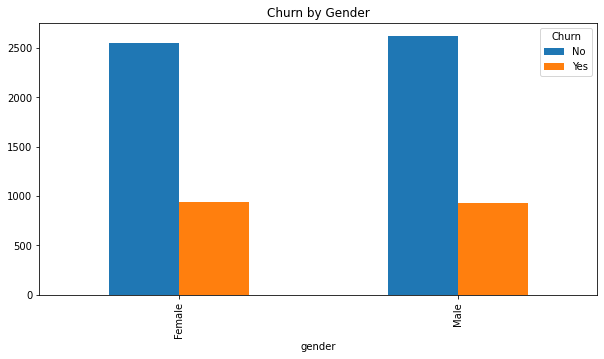 Churn by Gender
Churn
No
Yes
2500
2000
1500
1000
500
0
Female
Male
gender